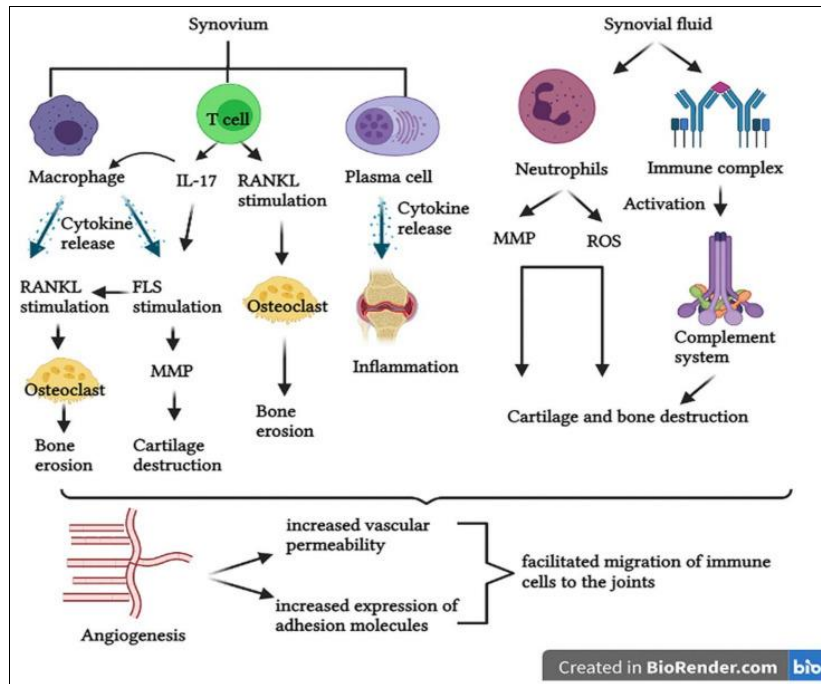 Synovium
Synovial fluid
T cell
Macrophage
IL-17
RANKL
stimulation
Plasma cell
Neutrophils
Immune complex
Cytokine
release
Cytokine
release
Activation
MMP
ROS
RANKL
stimulation
FLS
stimulation
Osteoclast
Complement
system
Inflammation
MMP
Osteoclast
Bone
erosion
Cartilage and bone destruction
Bone
erosion
Cartilage
destruction
increased vascular
permeability
facilitated migration of immune
cells to the joints
increased expression of
adhesion molecules
Angiogenesis
Created in BioRender.com bio